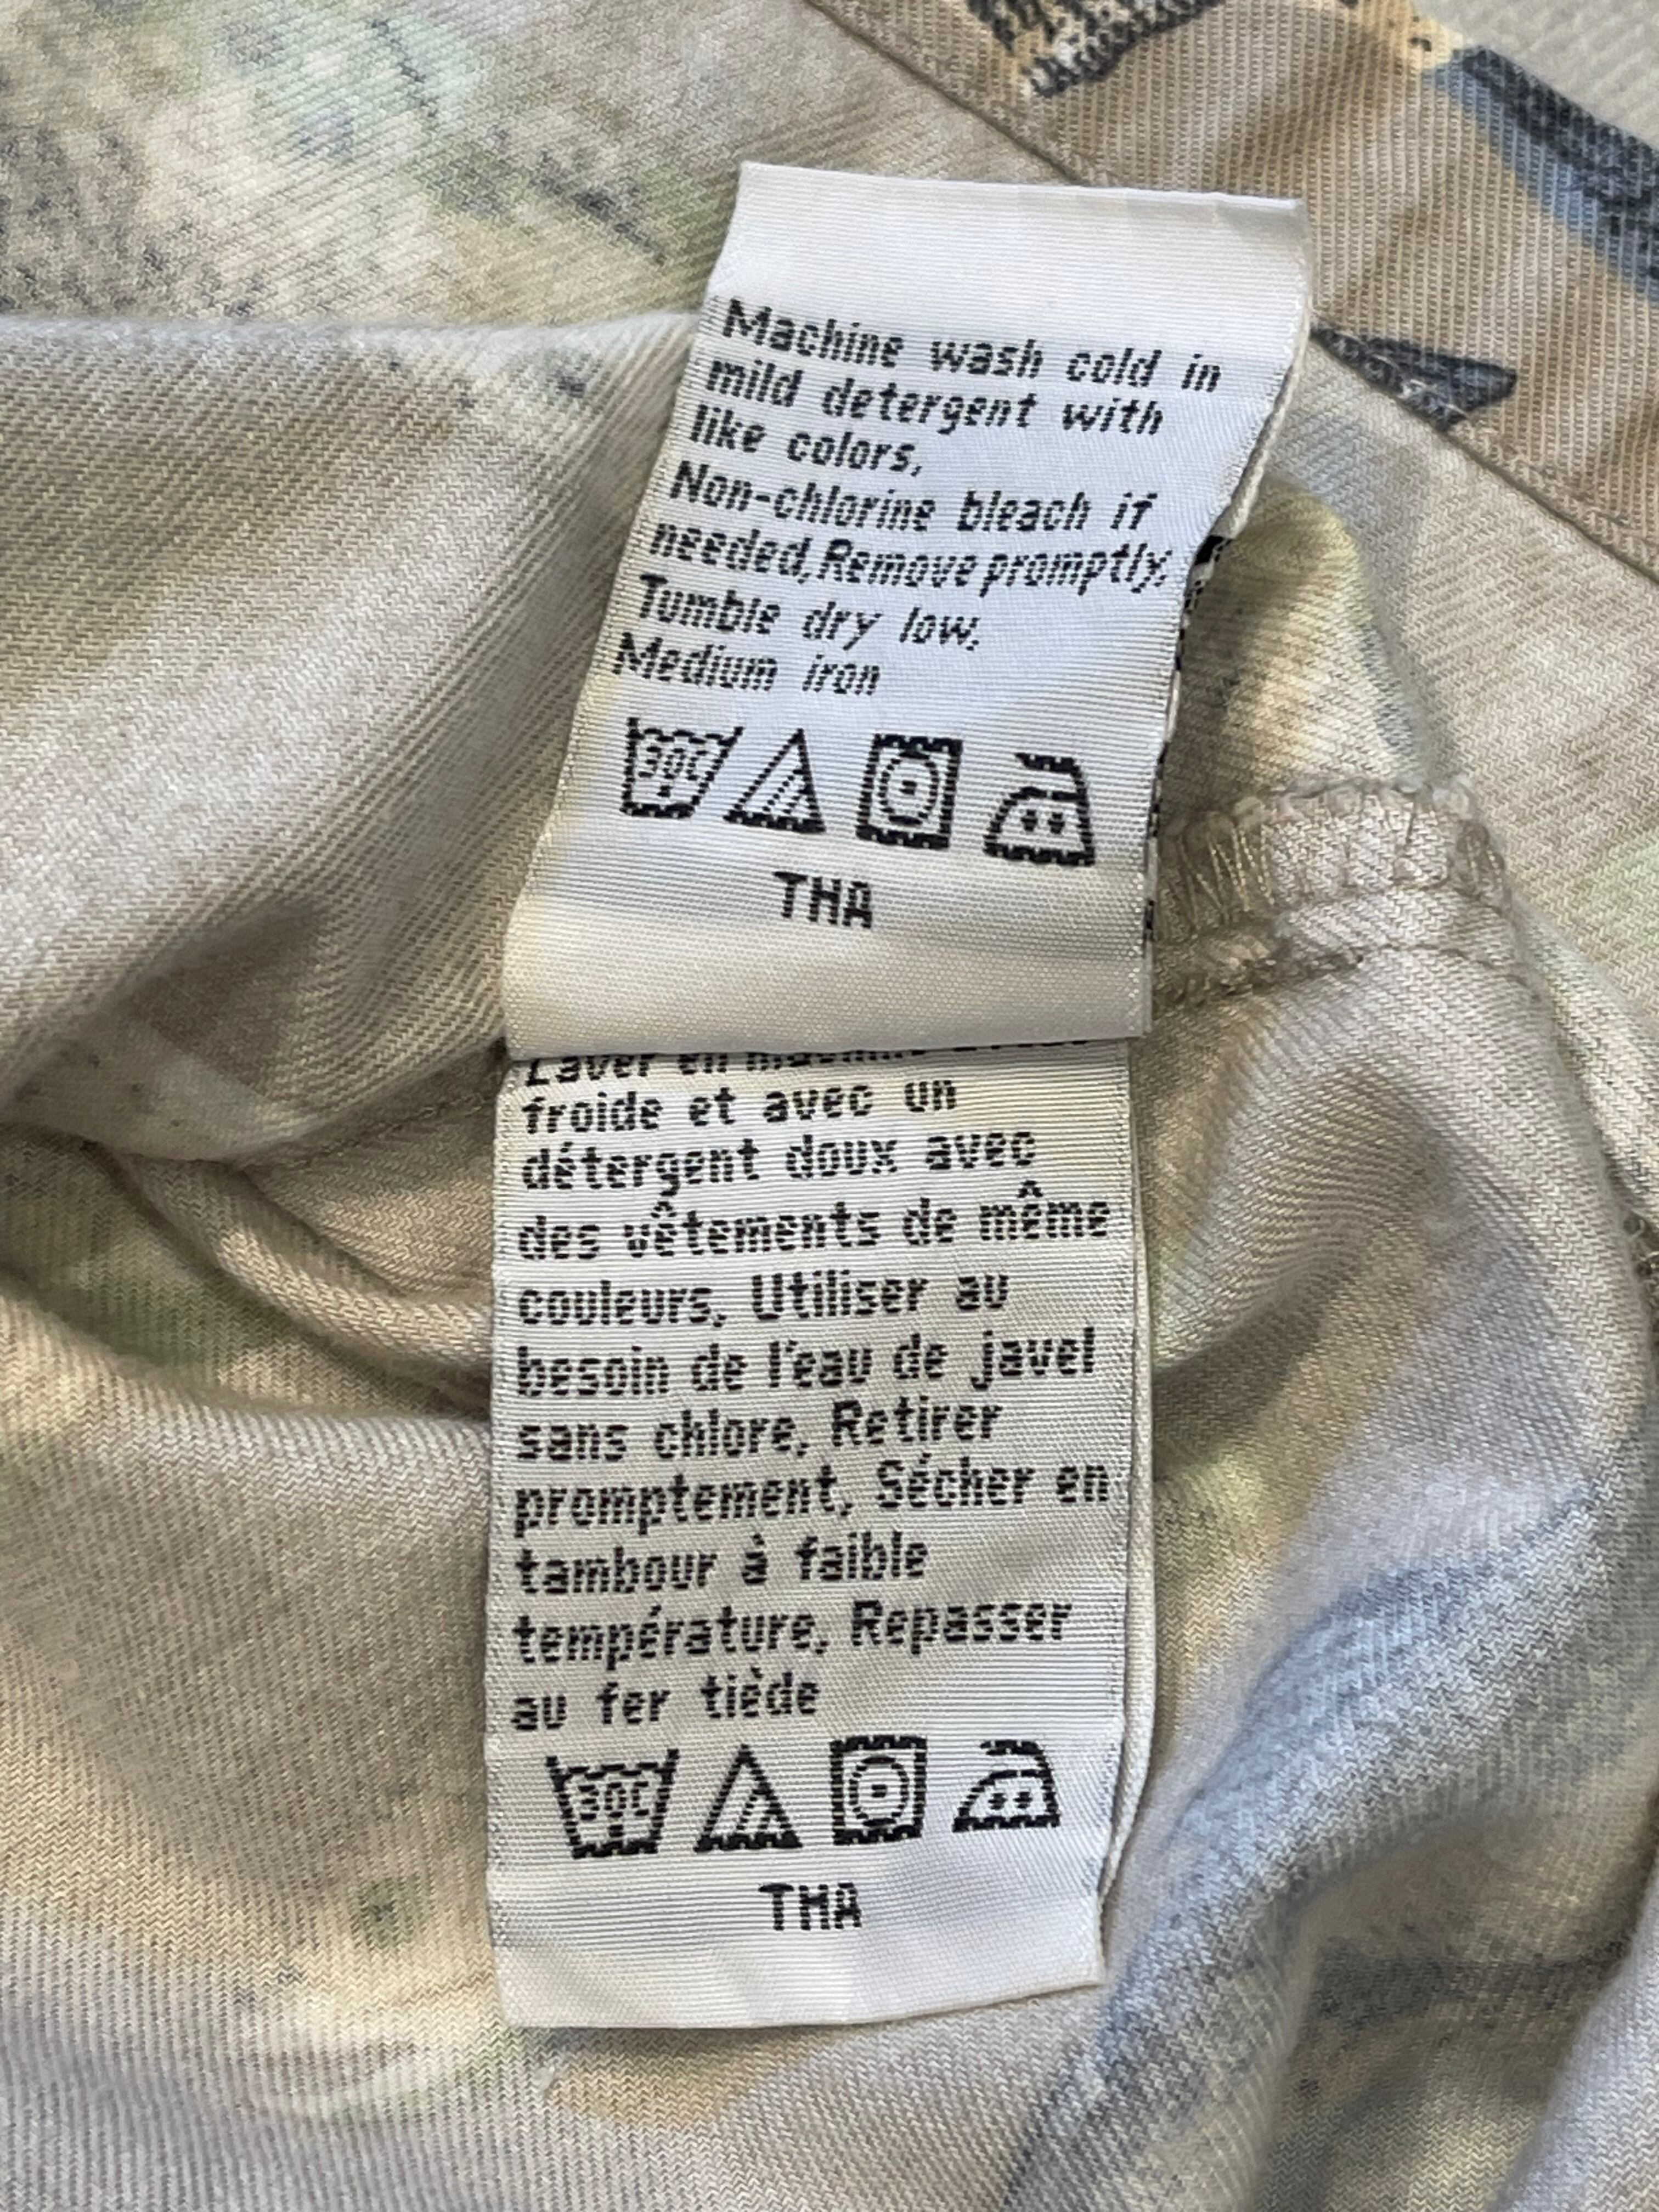 Machine wash cold in
mild detergent with
like colors,
Non-chlorine bleach if
needed,Remove promptly,
Tumble dry low,
Medium iron
30C
THA
Laver en
froide et avec un
détergent doux avec
des vêtements de même
couleurs, Utiliser au
besoin de l'eau de javel
sans chlore, Retirer
promptement, Sécher en
tambour à faible
température, Repasser
au fer tiède
30C
THA